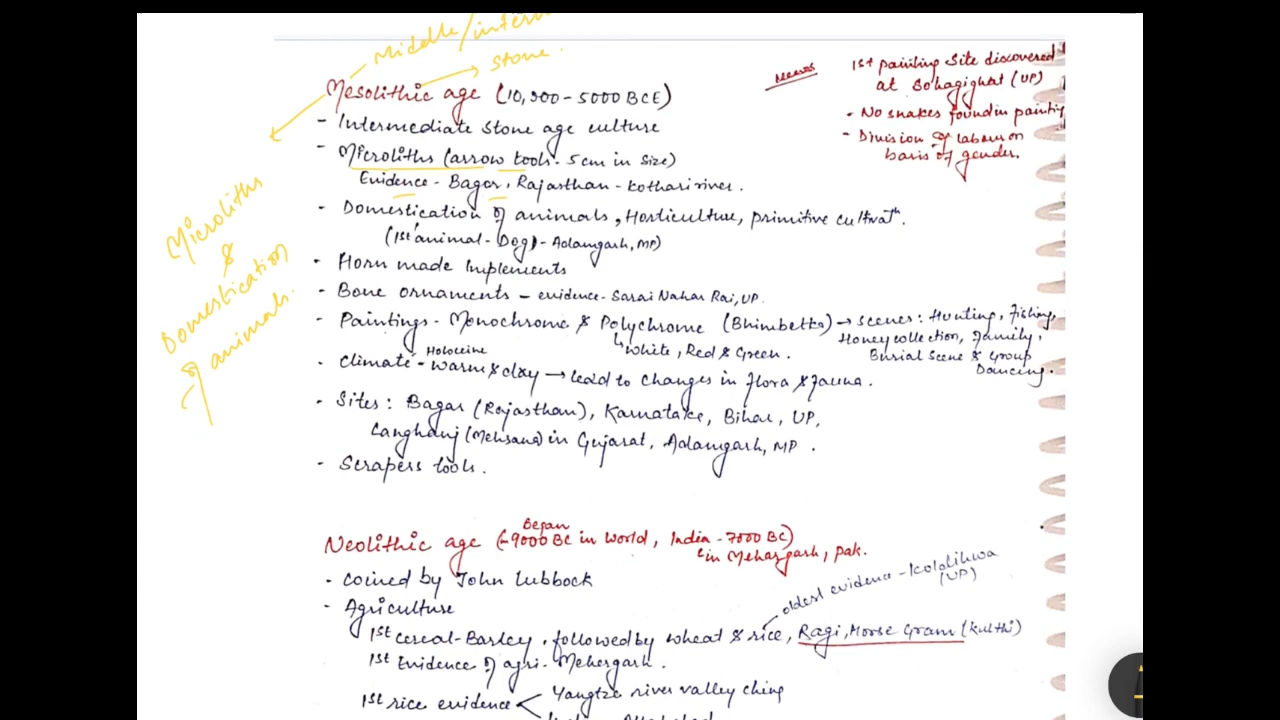 Middle/inter
stone.
News
1st painting site discovered
at Sohagighat (UP)
- No snakes found in painting
- Division of labour on
basis of gender.
Mesolithic age (10,000-5000 BCE)
- Intermediate stone age culture
- Microliths (arrow tools - 5cm in size)
Evidence - Bagor, Rajasthan - Kothari river.
- Domestication of animals, Horticulture, primitive cultivatn.
(1st animal - Dog) - Adamgarh, MP)
- Horn made implements
- Bone ornaments - evidence - Sarai Nahar Rai, UP.
- Paintings - Monochrome & Polychrome (Bhimbetka) → scenes: Hunting, Fishing,
Honey collection, Family,
Burial Scene & Group
Dancing.
White, Red & Green.
Holocene
- Climate - warm & dry → lead to changes in flora & fauna.
- Sites: Bagar (Rajasthan), Karnataka, Bihar, UP,
Langhanj (Mehsana) in Gujarat, Adamgarh, MP.
- Scrapers tools.
Microliths
&
Domestication
of animals.
Began
Neolithic age (-9000 BC in world, India - 7000 BC)
in Mehargarh, Pak.
- coined by John Lubbock
oldest evidence - Kololihwa
(UP)
- Agriculture
1st cereal - Barley, followed by wheat & rice, Ragi, Horse Gram (kulthi)
1st Evidence of agri - Mehergarh.
1st rice evidence
Yangtze river valley china